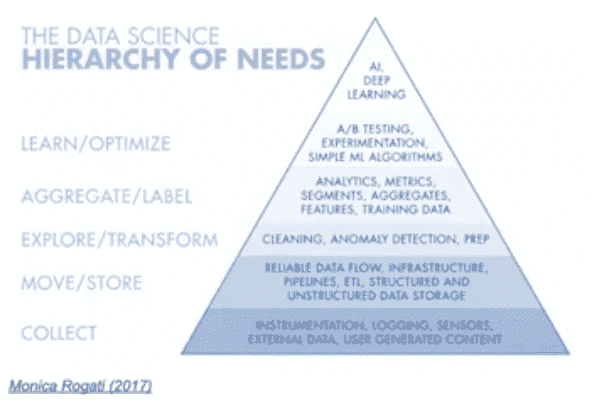 THE DATA SCIENCE
HIERARCHY OF NEEDS
AI,
DEEP
LEARNING
LEARN/OPTIMIZE
A/B TESTING,
EXPERIMENTATION,
SIMPLE ML ALGORITHMS
AGGREGATE/LABEL
ANALYTICS, METRICS,
SEGMENTS, AGGREGATES,
FEATURES, TRAINING DATA
EXPLORE/TRANSFORM
CLEANING, ANOMALY DETECTION, PREP
MOVE/STORE
RELIABLE DATA FLOW, INFRASTRUCTURE,
PIPELINES, ETL, STRUCTURED AND
UNSTRUCTURED DATA STORAGE
COLLECT
INSTRUMENTATION, LOGGING, SENSORS,
EXTERNAL DATA, USER GENERATED CONTENT
Monica Rogati (2017)